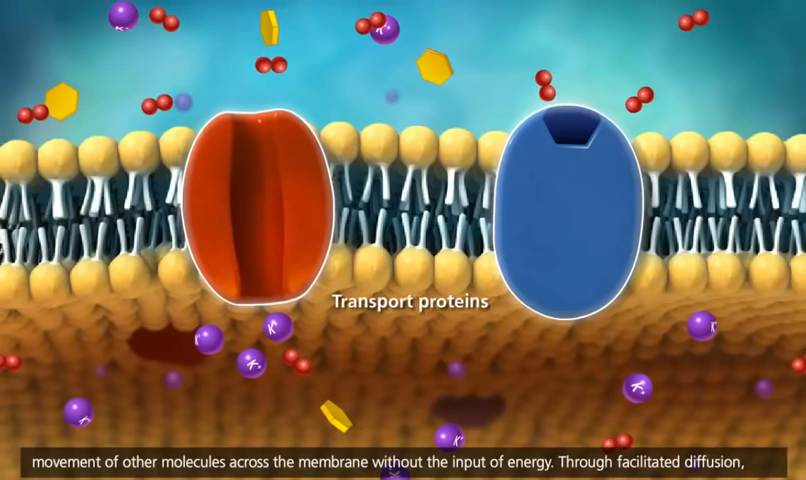 K+
Transport proteins
K
K
K
K
K+
K
K
movement of other molecules across the membrane without the input of energy. Through facilitated diffusion,